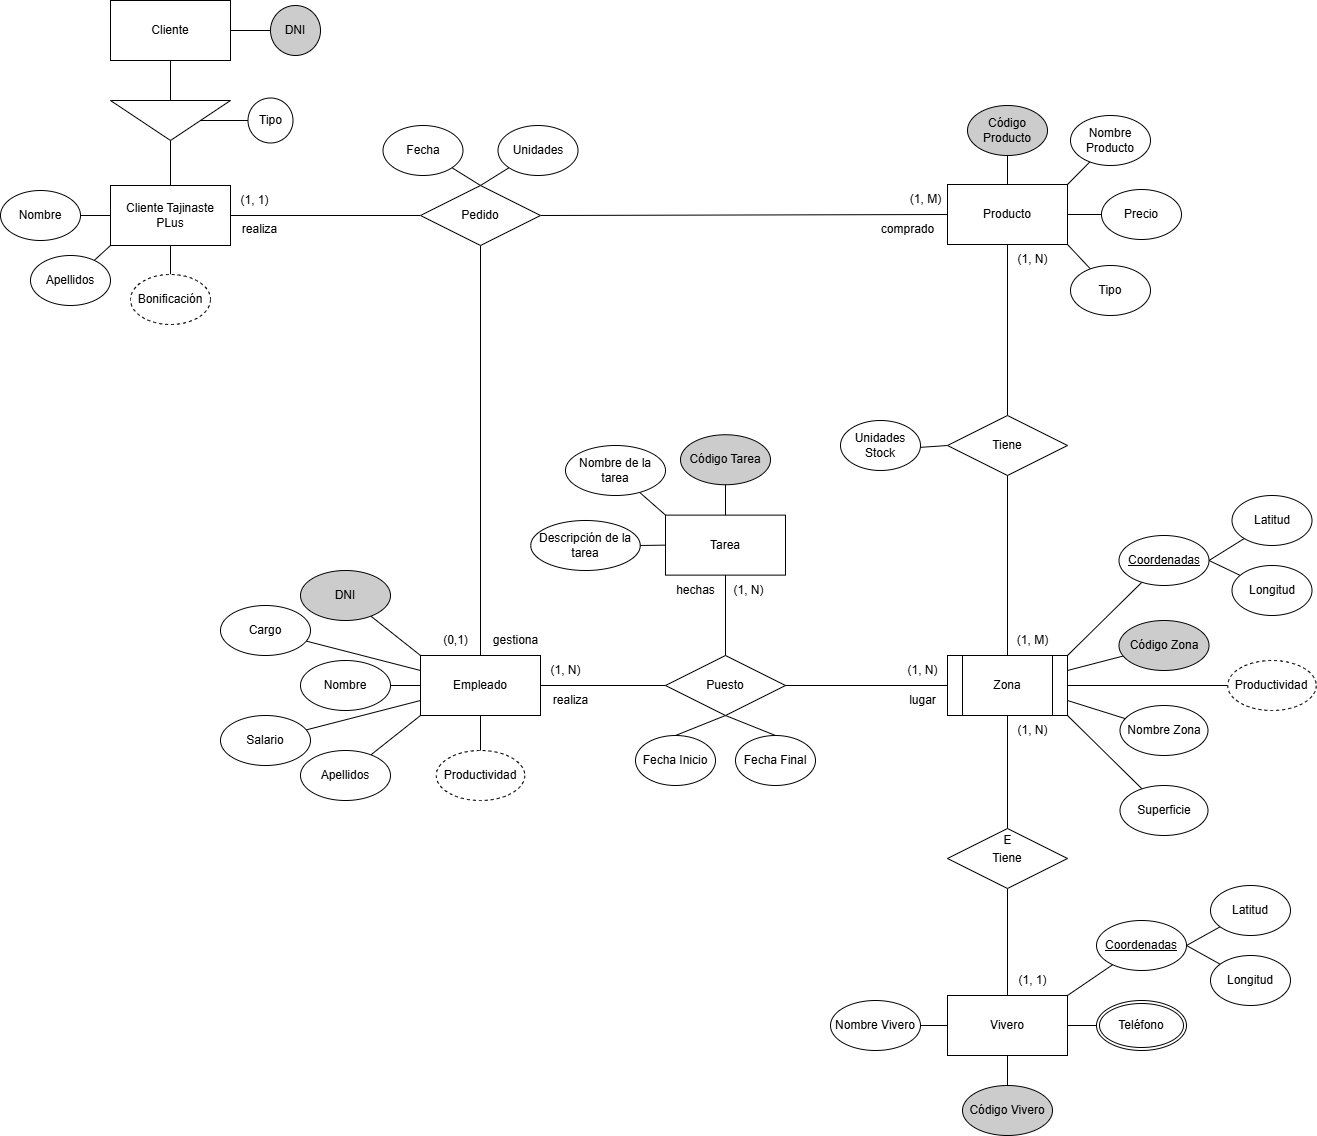 Cliente
DNI
Tipo
Fecha
Unidades
Código
Producto
Nombre
Producto
Nombre
Cliente Tajinaste
PLus
(1, 1)
realiza
Pedido
(1, M)
comprado
Producto
Precio
Apellidos
Bonificación
(1, N)
Tipo
Unidades
Stock
Tiene
Nombre de la
tarea
Código Tarea
Descripción de la
tarea
Tarea
Latitud
Coordenadas
Longitud
hechas
(1, N)
DNI
Cargo
(0,1)
gestiona
(1, M)
Código Zona
Nombre
Empleado
(1, N)
realiza
Puesto
(1, N)
lugar
Zona
Productividad
Salario
Apellidos
Productividad
Fecha Inicio
Fecha Final
(1, N)
Nombre Zona
Superficie
E
Tiene
Latitud
Coordenadas
Longitud
(1, 1)
Nombre Vivero
Vivero
Teléfono
Código Vivero